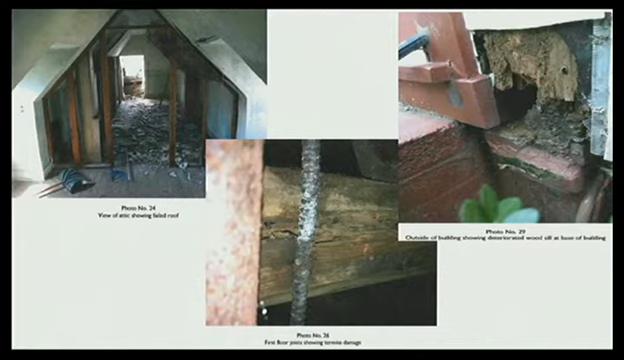 Photo No. 24
View of attic showing failed roof
Photo No. 29
Outside of building showing deteriorated wood sill at base of building
Photo No. 26
First floor joists showing termite damage